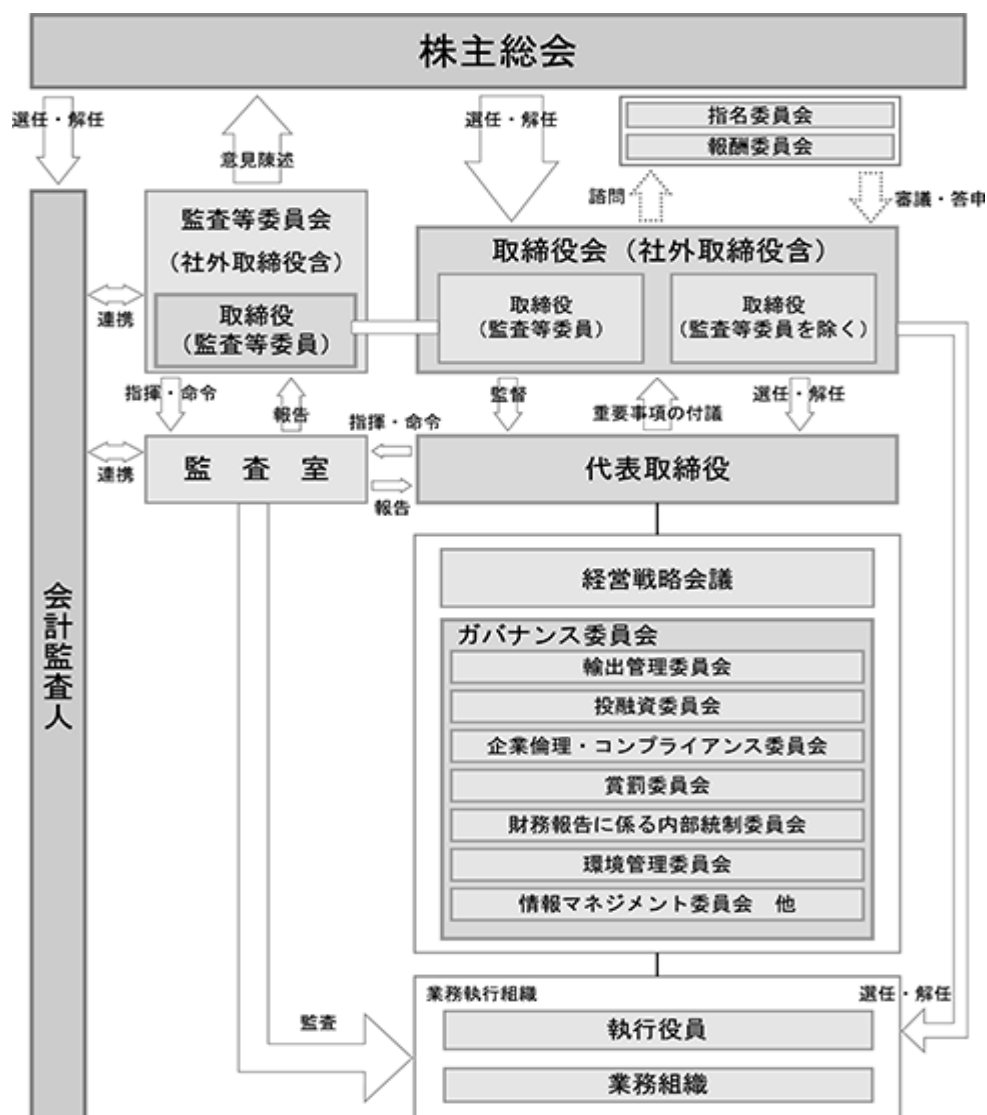 株主総会
選任・解任
意見陳述
選任・解任
指名委員会
報酬委員会
諮問
審議・答申
監査等委員会
(社外取締役含)
取締役
(監査等委員)
取締役会（社外取締役含）
取締役
(監査等委員)
取締役
(監査等委員を除く)
連携
指揮・命令
報告
監督
重要事項の付議
選任・解任
指揮・命令
連携
監査室
報告
代表取締役
会計監査人
経営戦略会議
ガバナンス委員会
輸出管理委員会
投融資委員会
企業倫理・コンプライアンス委員会
賞罰委員会
財務報告に係る内部統制委員会
環境管理委員会
情報マネジメント委員会　他
監査
業務執行組織
選任・解任
執行役員
業務組織